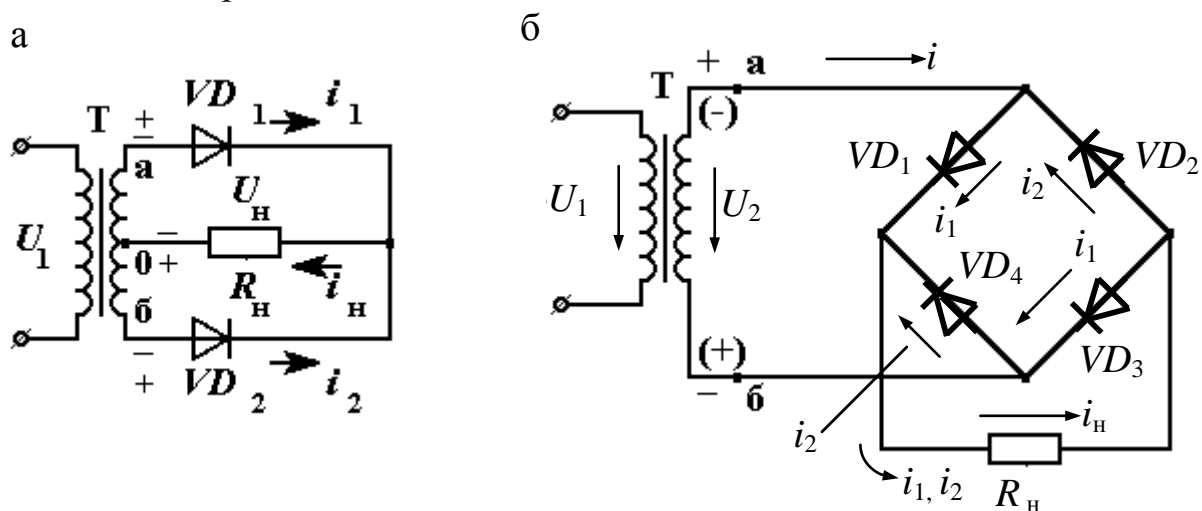 а
VD 1 i 1
Т
±
а
U н
U 1
−
0
+
R н
i н
б
−
+
VD 2
i 2
б
+ а
i
Т
(-)
VD1
VD2
i2
i1
U1
U2
VD4
i1
(+)
VD3
− б
i2
iн
i1, i2
R н